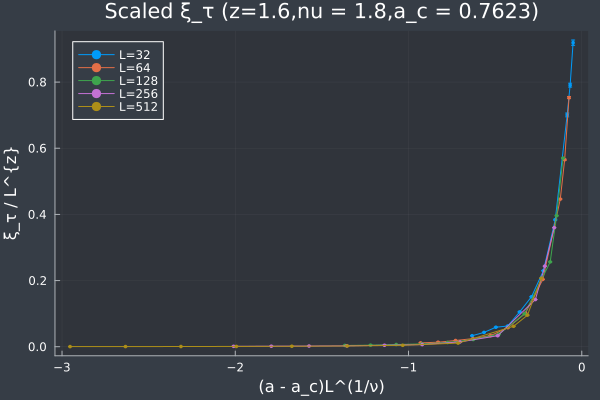 Scaled ξ_τ (z=1.6,nu = 1.8,a_c = 0.7623)
L=32
L=64
L=128
L=256
L=512
ξ_τ / L^{z}
0.8
0.6
0.4
0.2
0.0
−3
−2
−1
0
(a - a_c)L^(1/ν)